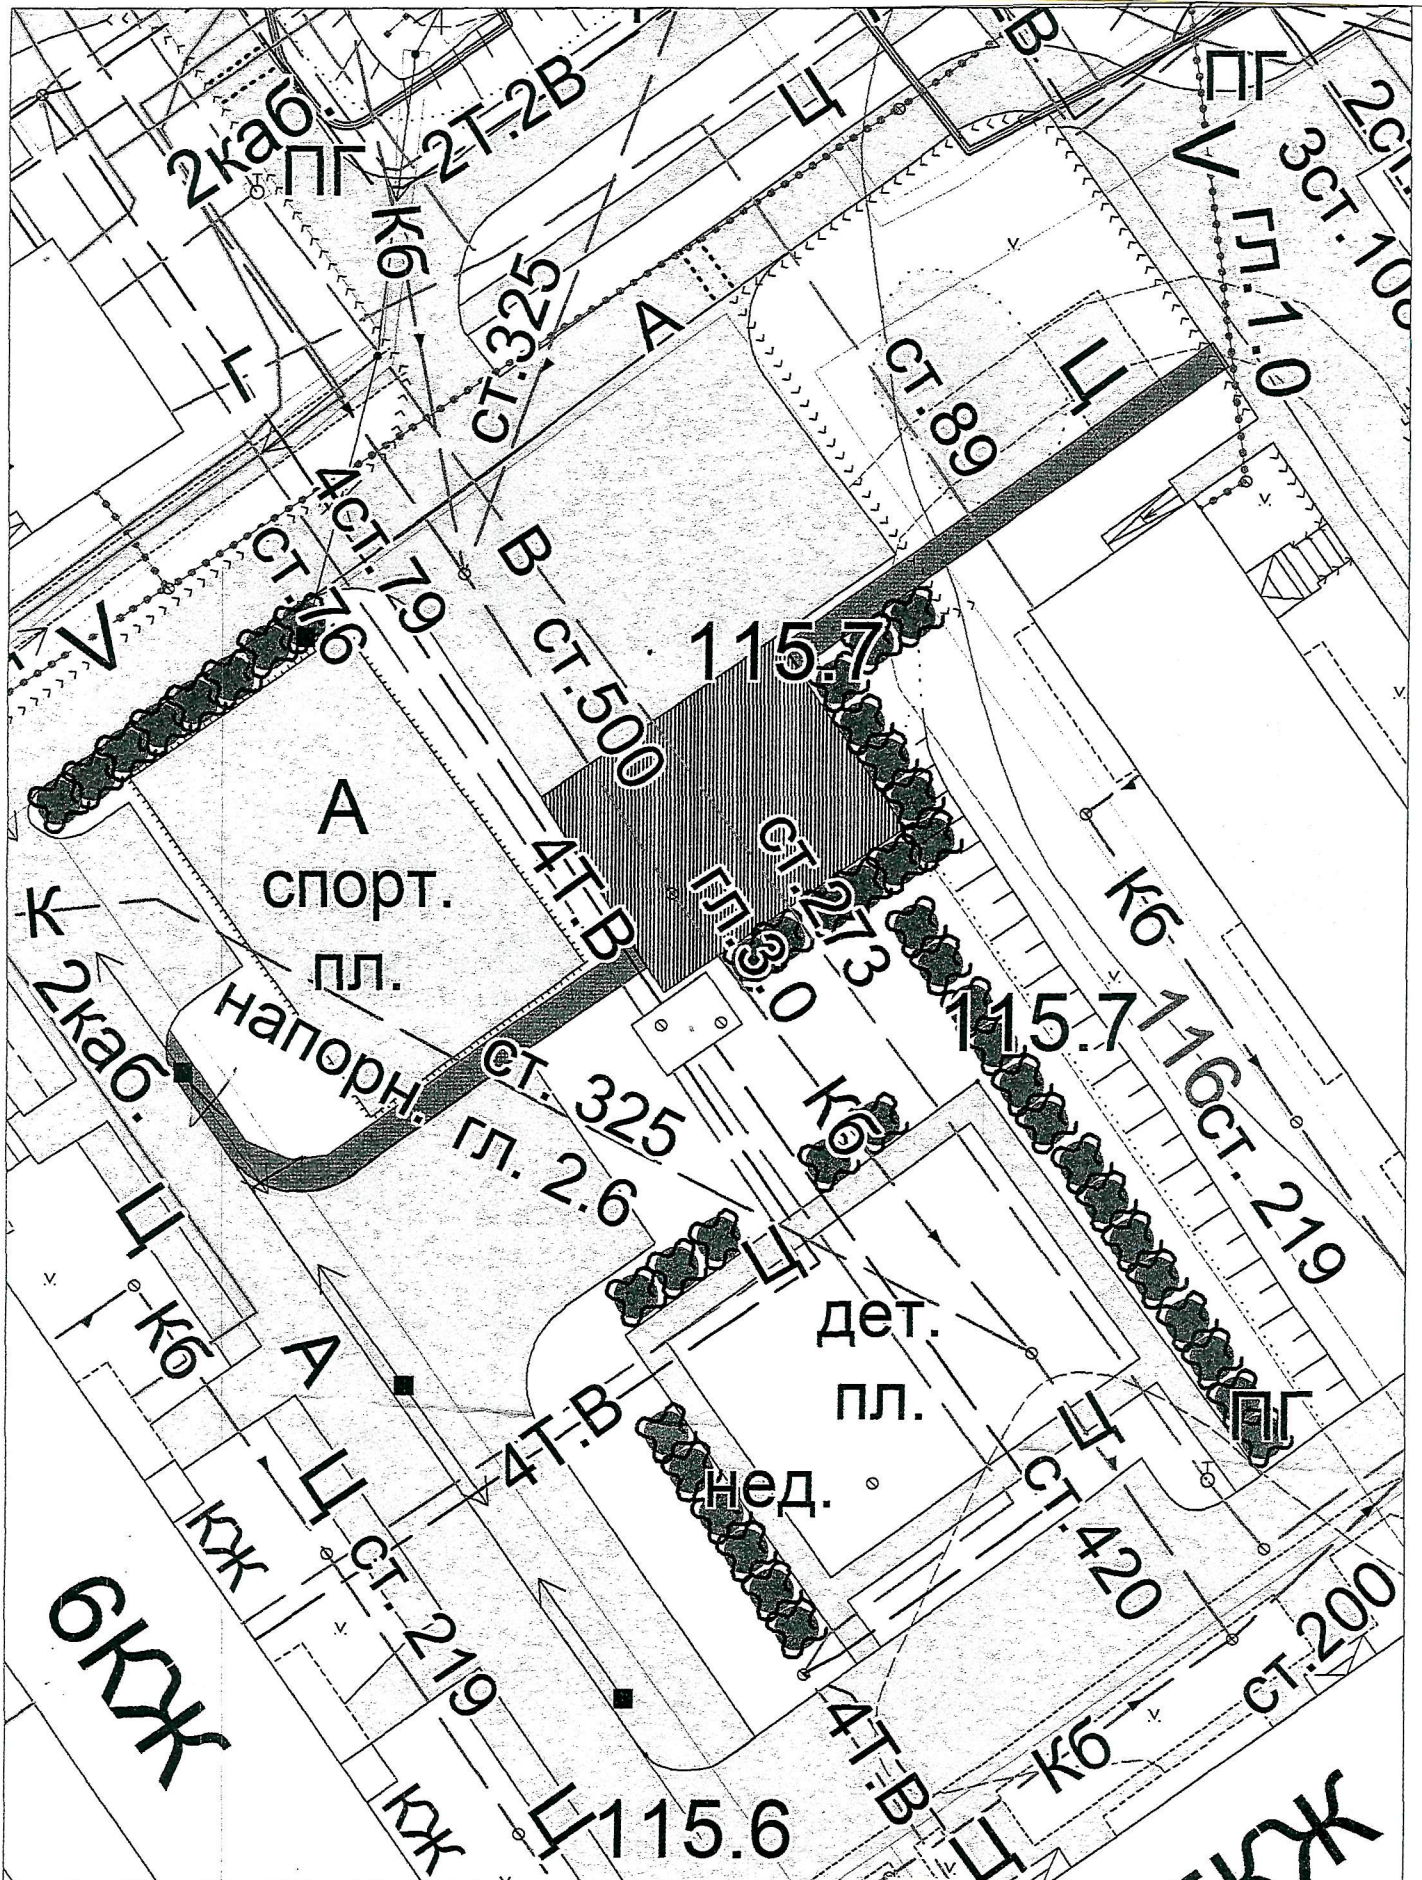 2каб.
ПГ
2Т.2В
Ц
В.
ПГ
V
гл.1.0
3ст.
Кб
ст.325
А
Г
ст.89
Ц
4ст.79
ст.76
В
ст.500
V
115.7
А
спорт.
пл.
4Т.В
ст.273
гл.3.0
К
2каб.
напорн. гл. 2.6
ст. 325
Кб
115.7
116
Кб
ст. 219
Ц
Кб
Ц
дет.
пл.
А
4Т.В
нед.
Ц
ПГ
Ц
КЖ
ст. 219
ст.420
6КЖ
4Т.В
Кб
ст.200
КЖ
Ц
115.6
Ц
КЖ